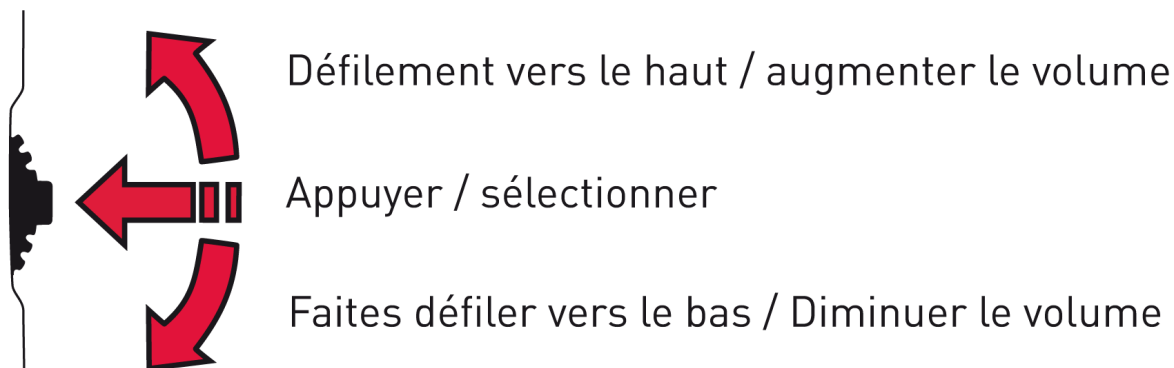 Défilement vers le haut / augmenter le volume
Appuyer / sélectionner
Faites défiler vers le bas / Diminuer le volume